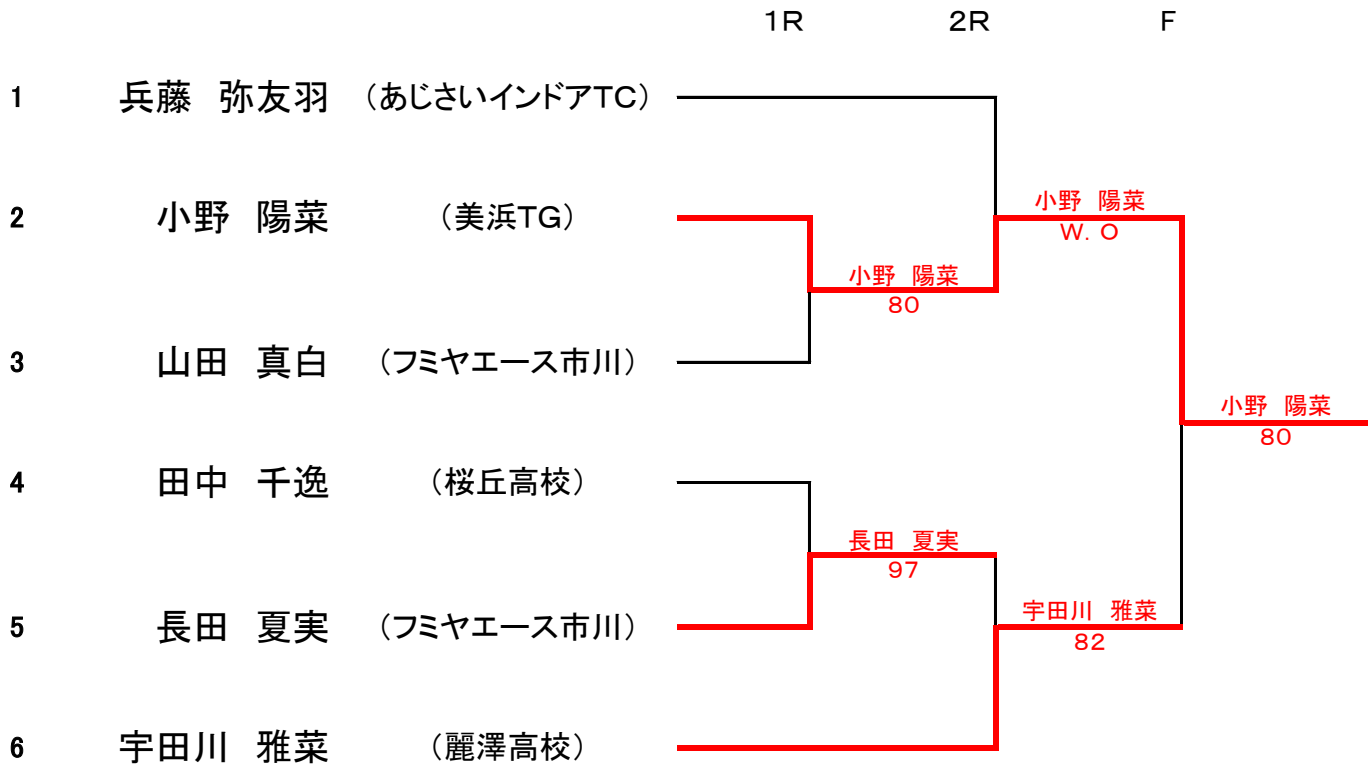 １Ｒ ２Ｒ Ｆ
1 兵藤　弥友羽 （あじさいインドアTC）
小野　陽菜
2 小野　陽菜 （美浜TG）
Ｗ．Ｏ
小野　陽菜
８０
3 山田　真白 （フミヤエース市川）
小野　陽菜
８０
4 田中　千逸 （桜丘高校）
長田　夏実
９７
5 長田　夏実 （フミヤエース市川）
宇田川　雅菜
８２
6 宇田川　雅菜 （麗澤高校）